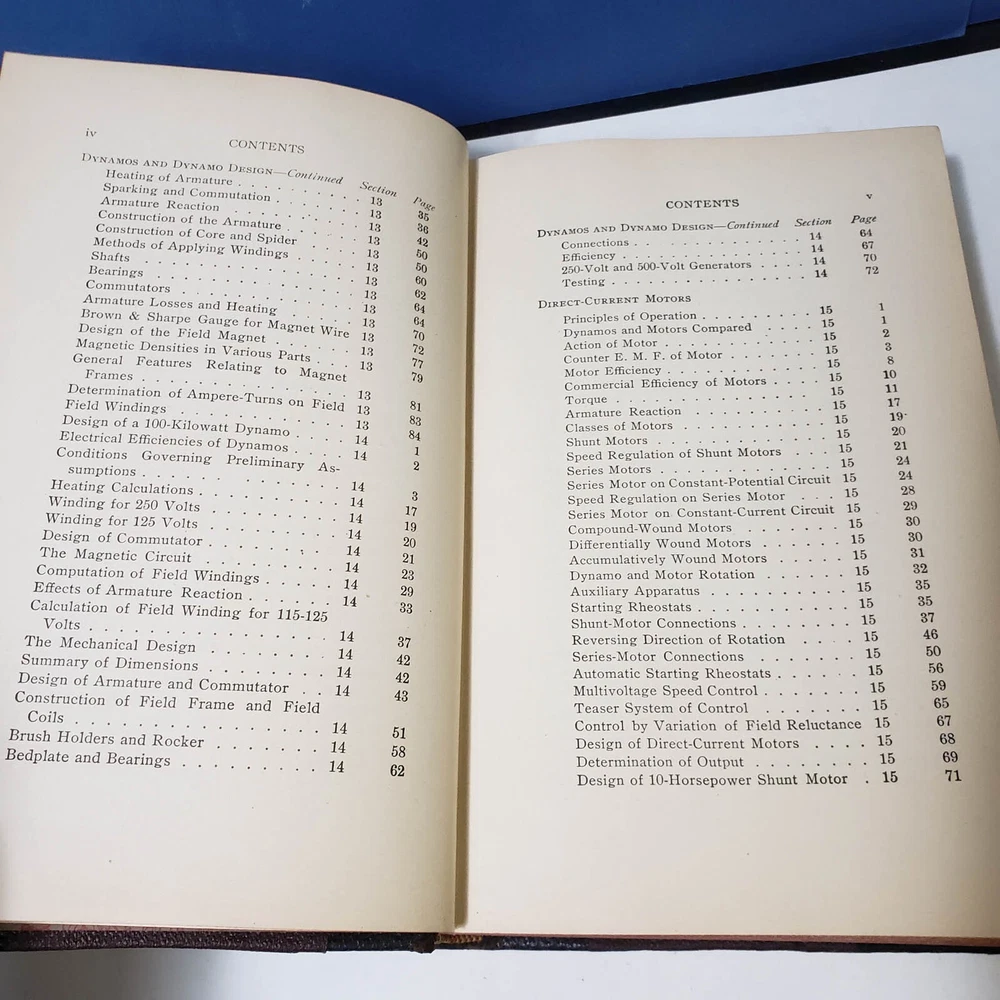 iv
CONTENTS
DYNAMOS AND DYNAMO DESIGN—Continued Section Page
Heating of Armature . . . . . . . . 13 35
Sparking and Commutation . . . . . . 13 36
Armature Reaction . . . . . . . . 13 42
Construction of the Armature . . . . . 13 50
Construction of Core and Spider . . . . 13 50
Methods of Applying Windings . . . . . 13 60
Shafts . . . . . . . . . . . . 13 62
Bearings . . . . . . . . . . . 13 64
Commutators . . . . . . . . . . 13 64
Armature Losses and Heating . . . . . 13 70
Brown & Sharpe Gauge for Magnet Wire 13 72
Design of the Field Magnet . . . . . 13 77
Magnetic Densities in Various Parts . . . 13 79
General Features Relating to Magnet
Frames . . . . . . . . . . . 13 81
Determination of Ampere-Turns on Field 13 83
Field Windings . . . . . . . . . 13 84
Design of a 100-Kilowatt Dynamo . . . . 14 1
Electrical Efficiencies of Dynamos . . . . 14 2
Conditions Governing Preliminary As-
sumptions . . . . . . . . . . . 14 3
Heating Calculations . . . . . . . . 14 17
Winding for 250 Volts . . . . . . . 14 19
Winding for 125 Volts . . . . . . . 14 20
Design of Commutator . . . . . . . 14 21
The Magnetic Circuit . . . . . . . 14 23
Computation of Field Windings . . . . . 14 29
Effects of Armature Reaction . . . . . 14 33
Calculation of Field Winding for 115-125
Volts . . . . . . . . . . . . 14 37
The Mechanical Design . . . . . . . 14 42
Summary of Dimensions . . . . . . . 14 42
Design of Armature and Commutator . . 14 43
Construction of Field Frame and Field
Coils . . . . . . . . . . . . 14 51
Brush Holders and Rocker . . . . . . 14 58
Bedplate and Bearings . . . . . . . . 14 62
CONTENTS
v
DYNAMOS AND DYNAMO DESIGN—Continued Section Page
Connections . . . . . . . . . . 14 64
Efficiency . . . . . . . . . . . 14 67
250-Volt and 500-Volt Generators . . . . 14 70
Testing . . . . . . . . . . . . 14 72
DIRECT-CURRENT MOTORS
Principles of Operation . . . . . . . 15 1
Dynamos and Motors Compared . . . . 15 1
Action of Motor . . . . . . . . . 15 2
Counter E. M. F. of Motor . . . . . . 15 3
Motor Efficiency . . . . . . . . . 15 8
Commercial Efficiency of Motors . . . . 15 10
Torque . . . . . . . . . . . . 15 11
Armature Reaction . . . . . . . . 15 17
Classes of Motors . . . . . . . . . 15 19
Shunt Motors . . . . . . . . . . 15 20
Speed Regulation of Shunt Motors . . . 15 21
Series Motors . . . . . . . . . . 15 24
Series Motor on Constant-Potential Circuit 15 24
Speed Regulation on Series Motor . . . 15 28
Series Motor on Constant-Current Circuit 15 29
Compound-Wound Motors . . . . . . 15 30
Differentially Wound Motors . . . . . 15 30
Accumulatively Wound Motors . . . . . 15 31
Dynamo and Motor Rotation . . . . . 15 32
Auxiliary Apparatus . . . . . . . . 15 35
Starting Rheostats . . . . . . . . . 15 35
Shunt-Motor Connections . . . . . . . 15 37
Reversing Direction of Rotation . . . . 15 46
Series-Motor Connections . . . . . . 15 50
Automatic Starting Rheostats . . . . . 15 56
Multivoltage Speed Control . . . . . . 15 59
Teaser System of Control . . . . . . 15 65
Control by Variation of Field Reluctance 15 67
Design of Direct-Current Motors . . . . 15 68
Determination of Output . . . . . . . 15 69
Design of 10-Horsepower Shunt Motor . 15 71